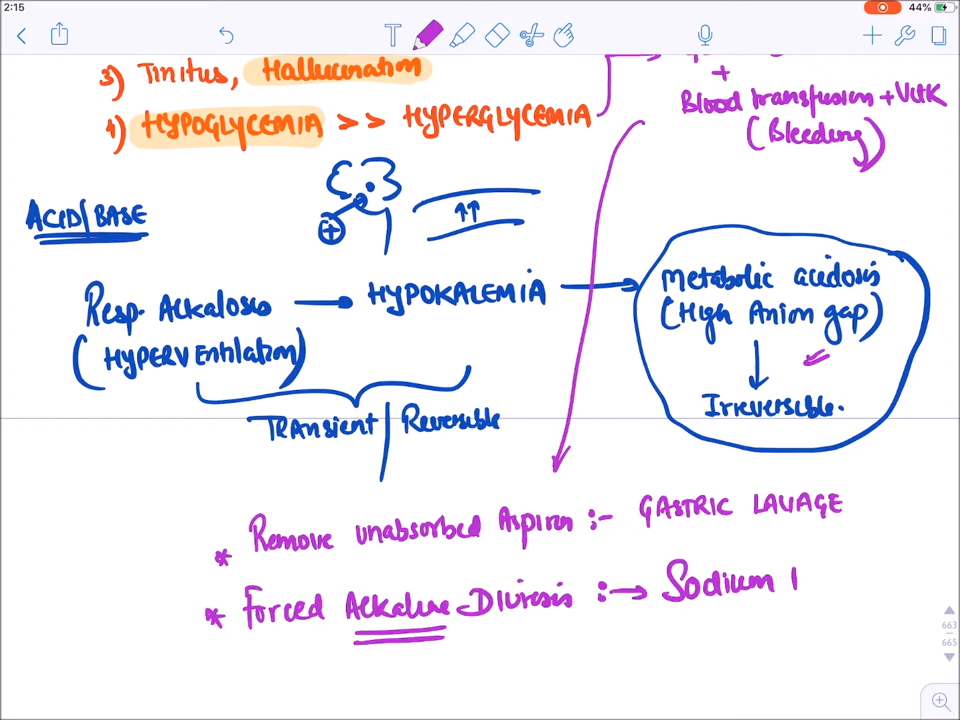 2:15
44%
T
3) Tinitus, Hallucination
4) HYPOGLYCEMIA >> HYPERGLYCEMIA
+
Blood transfusion + Vit K
(Bleeding)
ACID/BASE
+
↑↑
Resp. Alkalosis → HYPOKALEMIA → Metabolic acidosis
(HYPERVENtilation)
(High Anion gap)
↓
Irreversible.
TRAnsient / Reversible
* Remove unabsorbed Aspirin :- GASTRIC LAVAGE
* Forced Alkaline Diuresis :→ Sodium
663
665